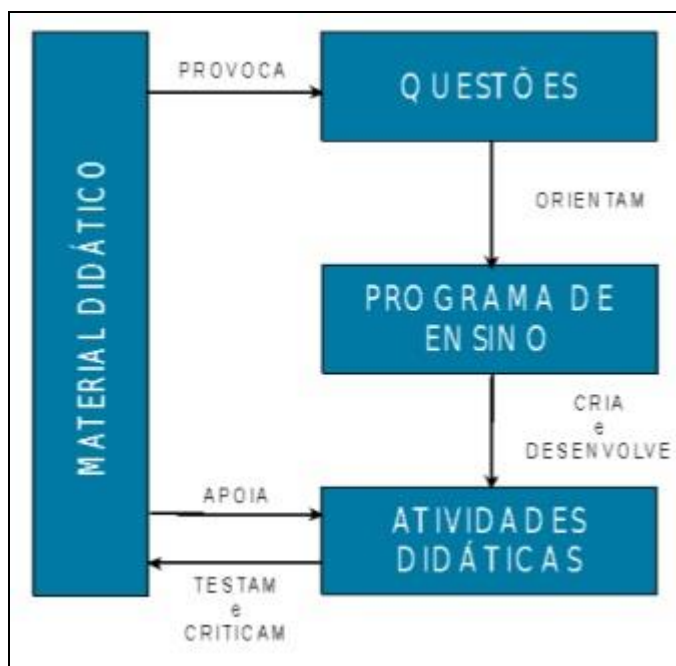 MATERIAL DIDÁTICO
PROVOCA
QUESTÕES
ORIENTAM
PROGRAMA DE
ENSINO
CRIA
e
DESENVOLVE
APOIA
ATIVIDADES
DIDÁTICAS
TESTAM
e
CRITICAM